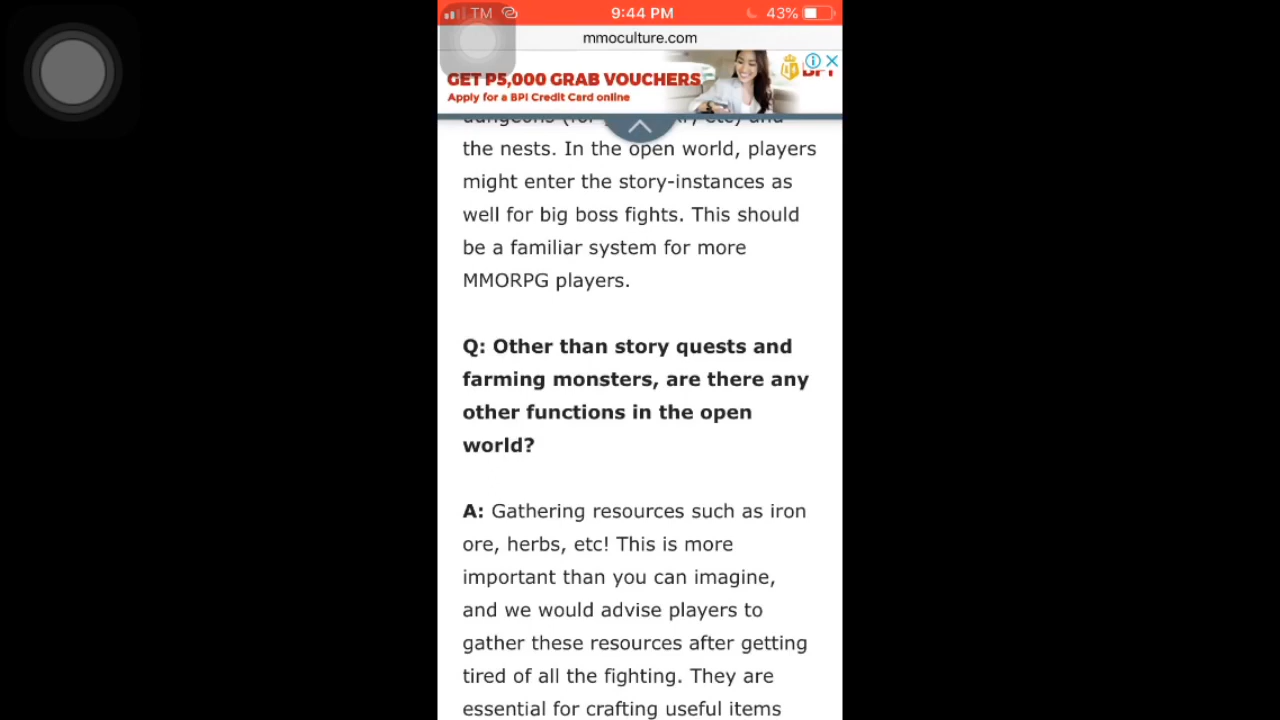 TM 9:44 PM 43%
mmoculture.com
GET P5,000 GRAB VOUCHERS
Apply for a BPI Credit Card online
BPI
dungeons (for etc) and
the nests. In the open world, players
might enter the story-instances as
well for big boss fights. This should
be a familiar system for more
MMORPG players.
Q: Other than story quests and
farming monsters, are there any
other functions in the open
world?
A: Gathering resources such as iron
ore, herbs, etc! This is more
important than you can imagine,
and we would advise players to
gather these resources after getting
tired of all the fighting. They are
essential for crafting useful items